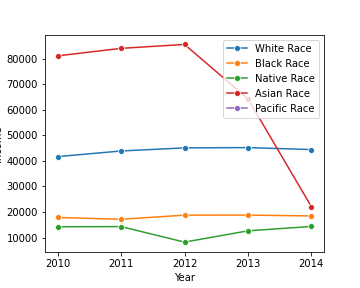 White Race
Black Race
Native Race
Asian Race
Pacific Race
80000
70000
60000
50000
40000
30000
20000
10000
2010 2011 2012 2013 2014
Year